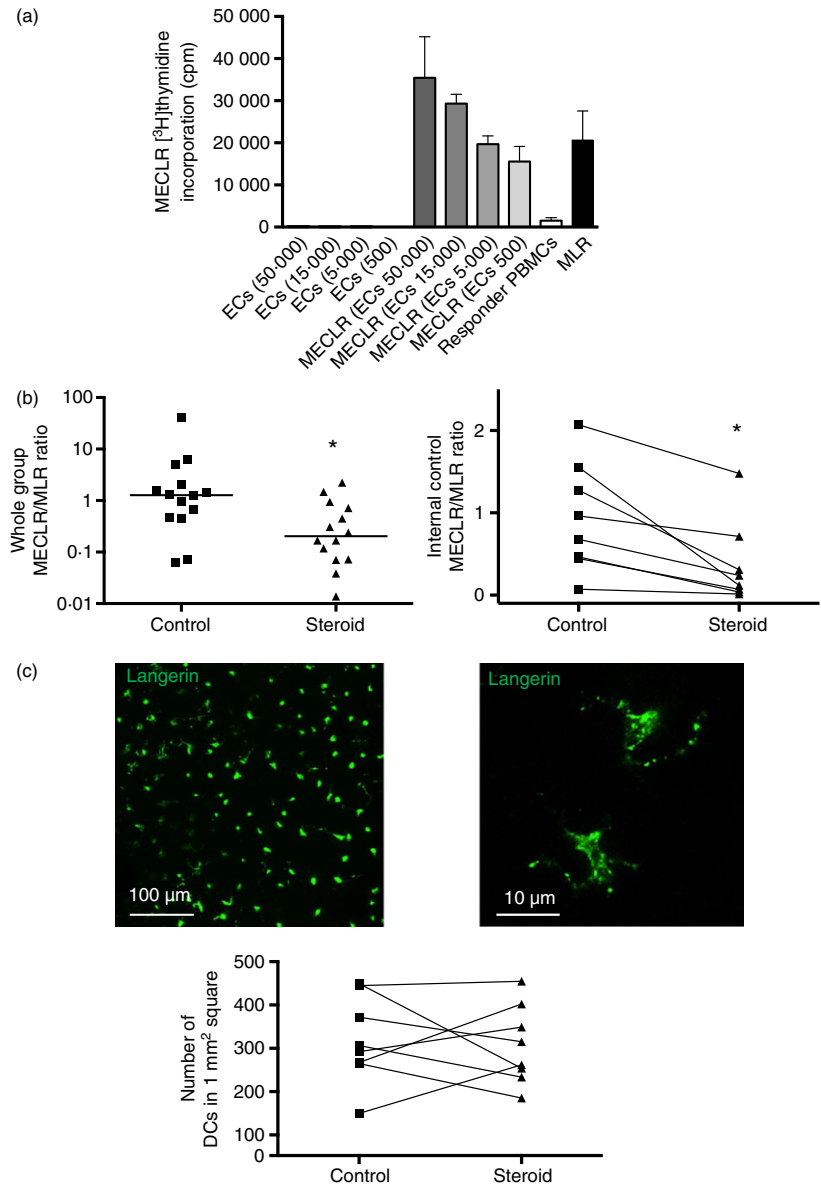 (a)
MECLR [³H]thymidine
incorporation (cpm)
50 000
40 000
30 000
20 000
10 000
0
ECs (50·000)
ECs (15·000)
ECs (5·000)
ECs (500)
MECLR (ECs 50·000)
MECLR (ECs 15·000)
MECLR (ECs 5·000)
MECLR (ECs 500)
Responder PBMCs
MLR
(b)
Whole group
MECLR/MLR ratio
100
10
1
0·1
0·01
*
Control
Steroid
Internal control
MECLR/MLR ratio
2
1
0
*
Control
Steroid
(c)
Langerin
100 µm
Langerin
10 µm
Number of
DCs in 1 mm² square
500
400
300
200
100
0
Control
Steroid